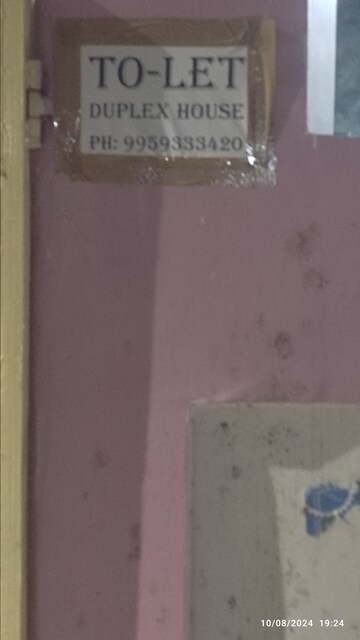 TO-LET
DUPLEX HOUSE
PH: 9959333420
10/08/2024 19:24